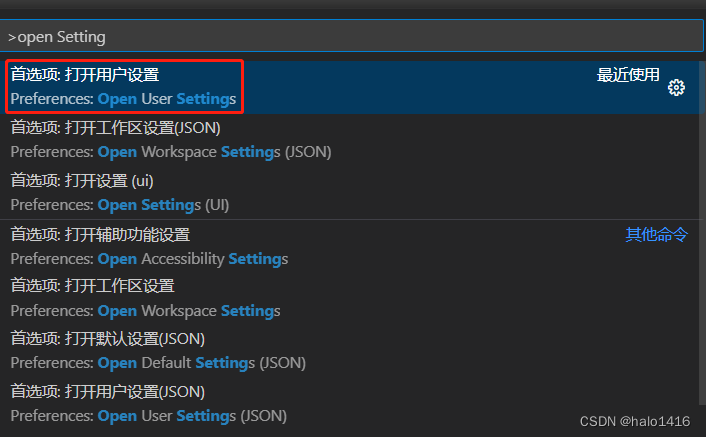 >open Setting
首选项: 打开用户设置 最近使用
Preferences: Open User Settings
首选项: 打开工作区设置(JSON)
Preferences: Open Workspace Settings (JSON)
首选项: 打开设置 (ui)
Preferences: Open Settings (UI)
首选项: 打开辅助功能设置 其他命令
Preferences: Open Accessibility Settings
首选项: 打开工作区设置
Preferences: Open Workspace Settings
首选项: 打开默认设置(JSON)
Preferences: Open Default Settings (JSON)
首选项: 打开用户设置(JSON)
Preferences: Open User Settings (JSON)
CSDN @halo1416